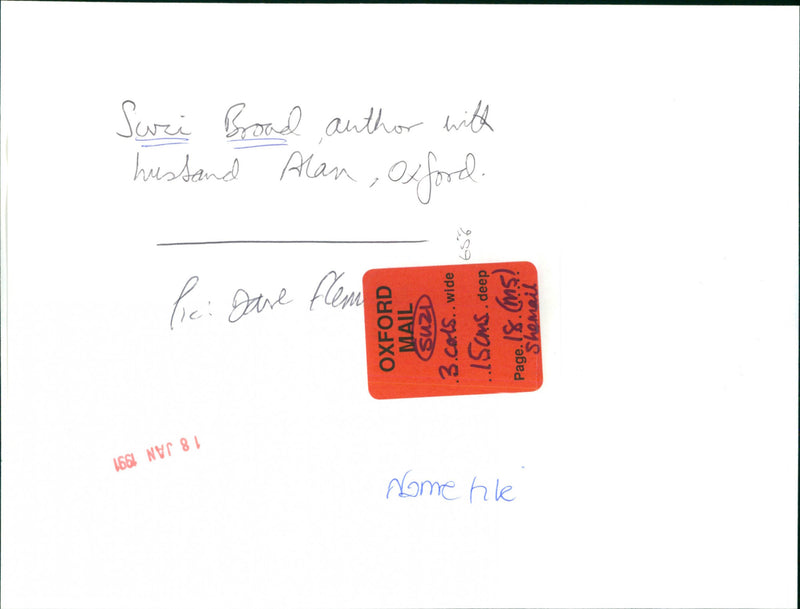 Suzi Broad, author with
husband Alan, Oxford.
658
Pic: Dave Flem
OXFORD
MAIL
SUZI
.3.cols...wide
..15cms..deep
Page.18.(M5)
Shemail
18 JAN 1991
Name file